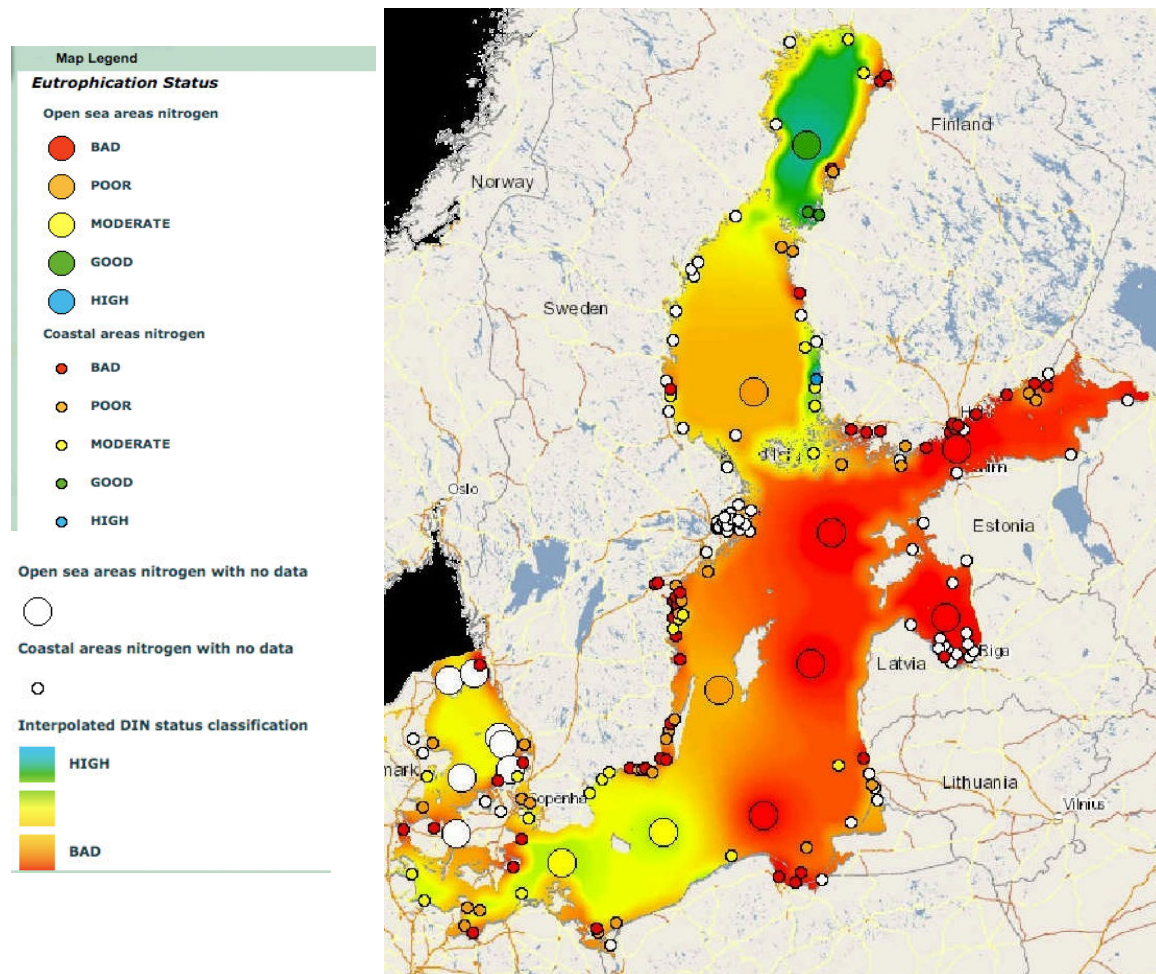 Map Legend
Eutrophication Status
Open sea areas nitrogen
BAD
POOR
MODERATE
GOOD
HIGH
Coastal areas nitrogen
BAD
POOR
MODERATE
GOOD
HIGH
Open sea areas nitrogen with no data
Coastal areas nitrogen with no data
Interpolated DIN status classification
HIGH
BAD
Finland
Norway
Sweden
Oslo
Estonia
Riga
Latvia
mark
Lithuania
Copenha
Vilnius